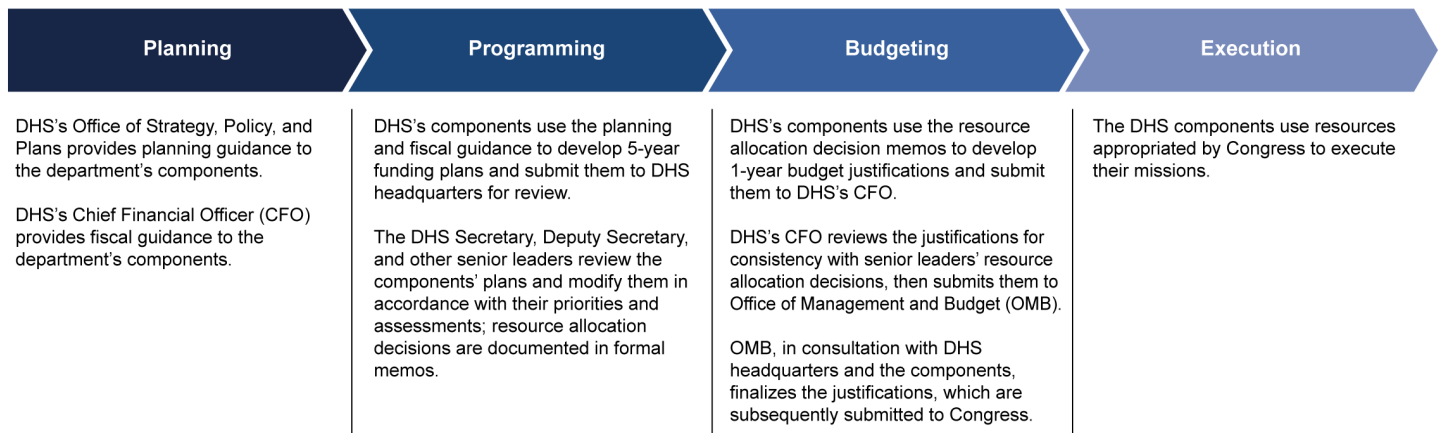 Planning
Programming
Budgeting
Execution
DHS's Office of Strategy, Policy, and
Plans provides planning guidance to
the department's components.
DHS's Chief Financial Officer (CFO)
provides fiscal guidance to the
department's components.
DHS's components use the planning
and fiscal guidance to develop 5-year
funding plans and submit them to DHS
headquarters for review.
The DHS Secretary, Deputy Secretary,
and other senior leaders review the
components' plans and modify them in
accordance with their priorities and
assessments; resource allocation
decisions are documented in formal
memos.
DHS's components use the resource
allocation decision memos to develop
1-year budget justifications and submit
them to DHS's CFO.
DHS's CFO reviews the justifications for
consistency with senior leaders' resource
allocation decisions, then submits them to
Office of Management and Budget (OMB).
OMB, in consultation with DHS
headquarters and the components,
finalizes the justifications, which are
subsequently submitted to Congress.
The DHS components use resources
appropriated by Congress to execute
their missions.